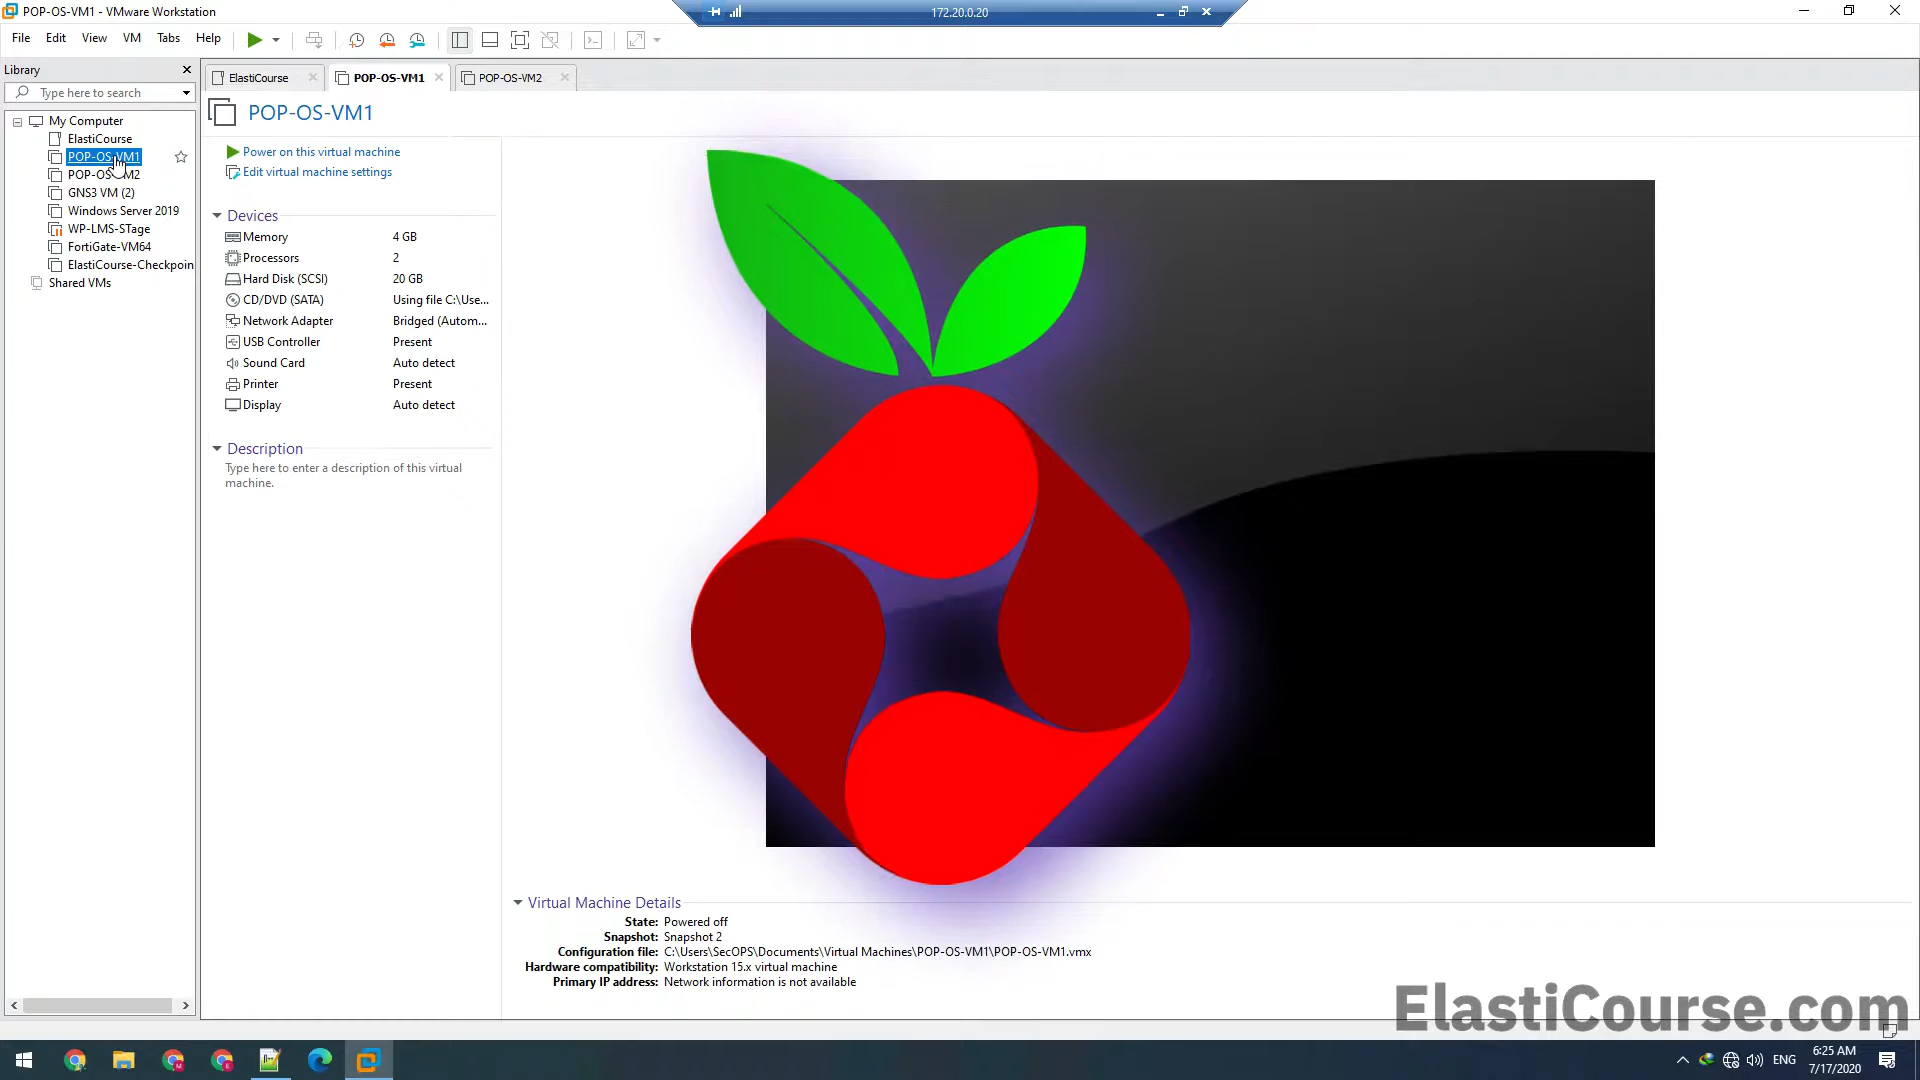 POP-OS-VM1 - VMware Workstation
172.20.0.20
File Edit View VM Tabs Help
Library
Type here to search
My Computer
ElastiCourse
POP-OS-VM1
POP-OS-VM2
GNS3 VM (2)
Windows Server 2019
WP-LMS-STage
FortiGate-VM64
ElastiCourse-Checkpoin
Shared VMs
ElastiCourse POP-OS-VM1 POP-OS-VM2
POP-OS-VM1
Power on this virtual machine
Edit virtual machine settings
Devices
Memory 4 GB
Processors 2
Hard Disk (SCSI) 20 GB
CD/DVD (SATA) Using file C:\Use...
Network Adapter Bridged (Autom...
USB Controller Present
Sound Card Auto detect
Printer Present
Display Auto detect
Description
Type here to enter a description of this virtual
machine.
Virtual Machine Details
State: Powered off
Snapshot: Snapshot 2
Configuration file: C:\Users\SecOPS\Documents\Virtual Machines\POP-OS-VM1\POP-OS-VM1.vmx
Hardware compatibility: Workstation 15.x virtual machine
Primary IP address: Network information is not available
ElastiCourse.com
ENG
6:25 AM
7/17/2020